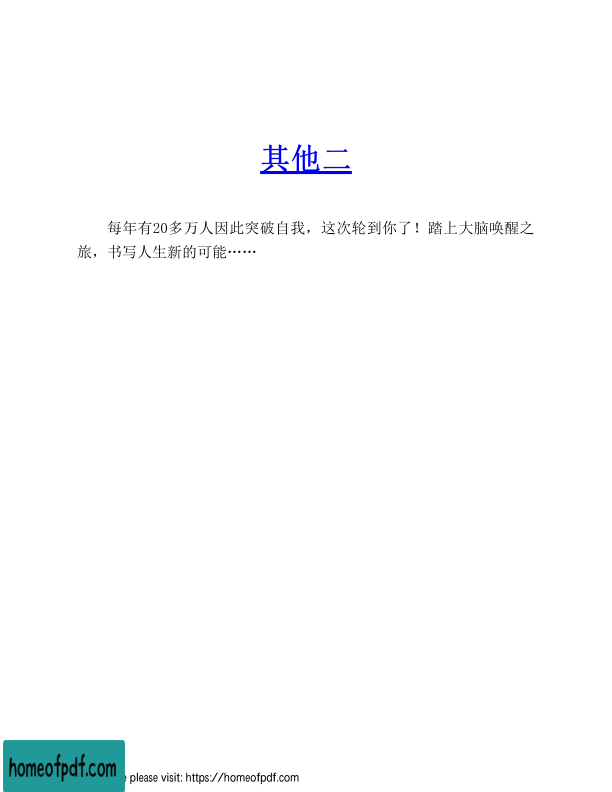 其他二
每年有20多万人因此突破自我，这次轮到你了！踏上大脑唤醒之
旅，书写人生新的可能……
homeofpdf.com
e please visit: https://homeofpdf.com